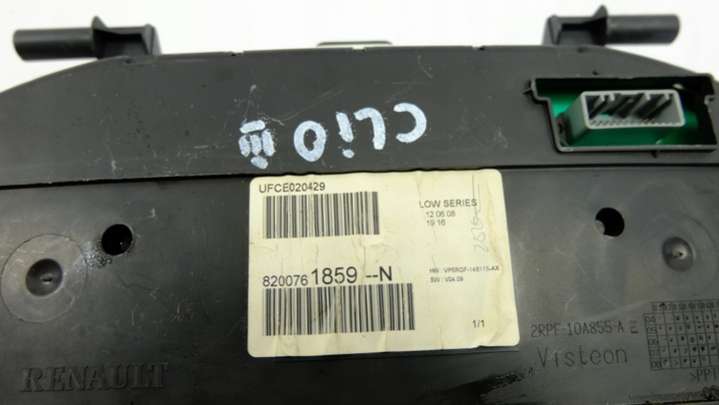 CLiO III
UFCE020429
LOW SERIES
12 06 08
19 16
8200761859--N
HW : VP5RGF-14B115-AX
SW : V04.09
1/1
2RPF-10A855-A E
Visteon
RENAULT